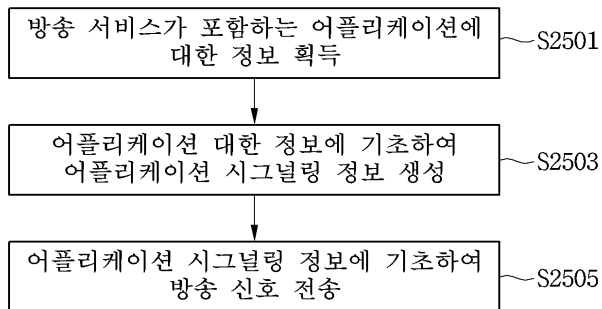 방송 서비스가 포함하는 어플리케이션에
대한 정보 획득
S2501
어플리케이션 대한 정보에 기초하여
어플리케이션 시그널링 정보 생성
S2503
어플리케이션 시그널링 정보에 기초하여
방송 신호 전송
S2505